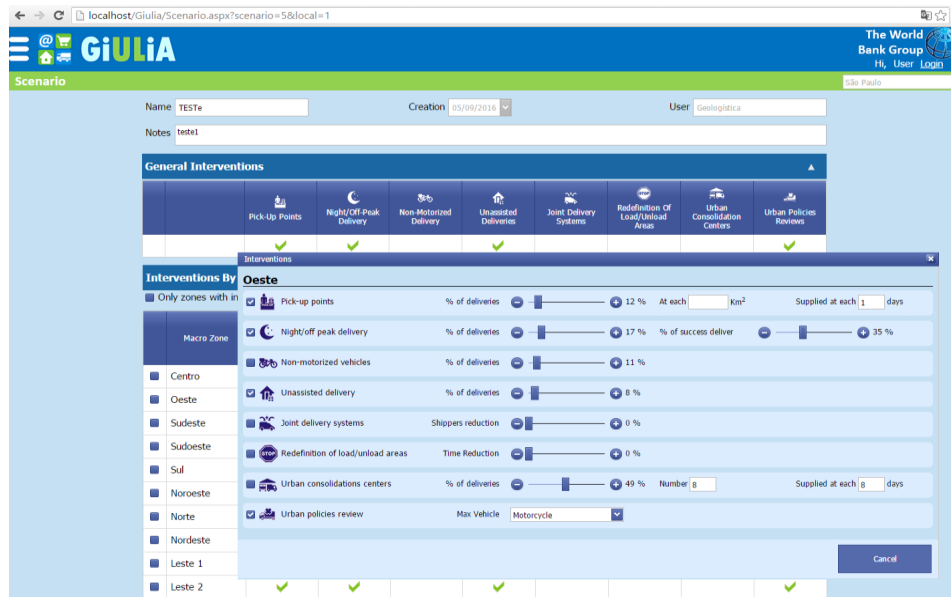 localhost/Giulia/Scenario.aspx?scenario=5&local=1
GiULiA
The World
Bank Group
Hi, User Login
Scenario
São Paulo
Name TESTe Creation 05/09/2016 User Geologística
Notes teste1
General Interventions
Pick-Up Points Night/Off-Peak Delivery Non-Motorized Delivery Unassisted Deliveries Joint Delivery Systems Redefinition Of Load/Unload Areas Urban Consolidation Centers Urban Policies Reviews
Interventions
Interventions By
Oeste
Only zones with in
Macro Zone
Centro
Oeste
Sudeste
Sudoeste
Sul
Noroeste
Norte
Nordeste
Leste 1
Leste 2
Pick-up points % of deliveries 12 % At each Km² Supplied at each 1 days
Night/off peak delivery % of deliveries 17 % % of success deliver 35 %
Non-motorized vehicles % of deliveries 11 %
Unassisted delivery % of deliveries 8 %
Joint delivery systems Shippers reduction 0 %
STOP Redefinition of load/unload areas Time Reduction 0 %
Urban consolidations centers % of deliveries 49 % Number 8 Supplied at each 8 days
Urban policies review Max Vehicle Motorcycle
Cancel